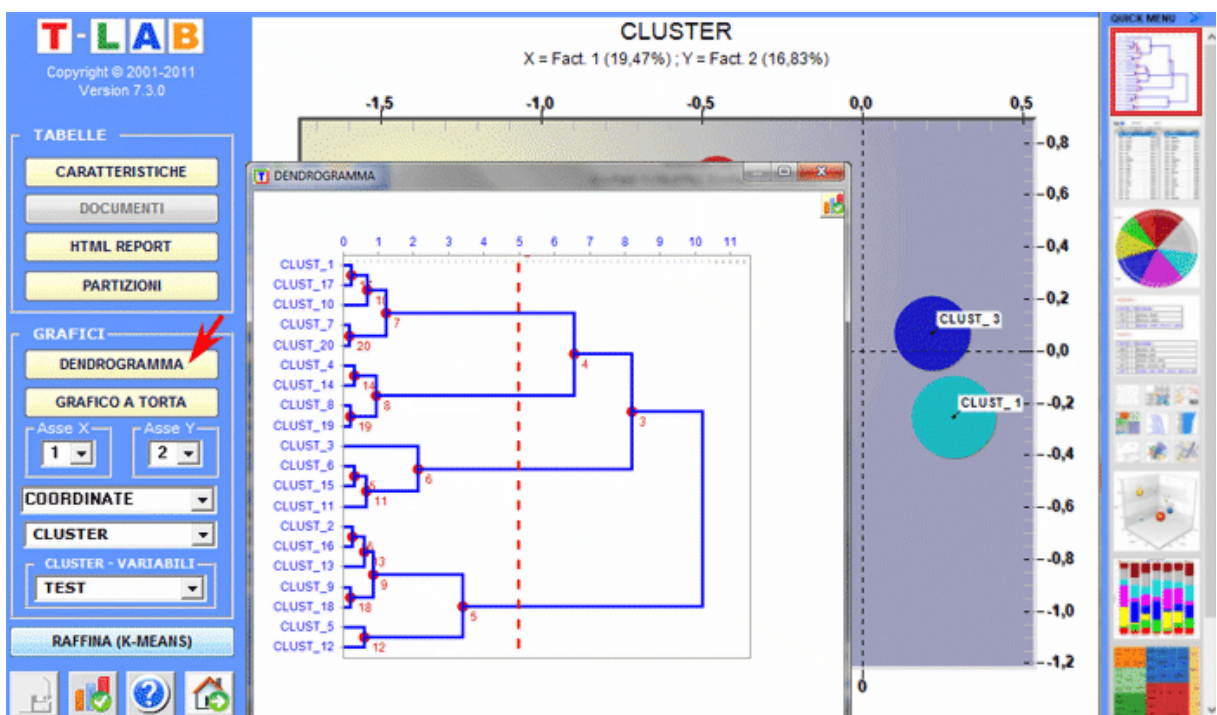 T-LAB
Copyright © 2001-2011
Version 7.3.0
TABELLE
CARATTERISTICHE
DOCUMENTI
HTML REPORT
PARTIZIONI
GRAFICI
DENDROGRAMMA
GRAFICO A TORTA
Asse X
Asse Y
1
2
COORDINATE
CLUSTER
CLUSTER - VARIABILI
TEST
RAFFINA (K-MEANS)
CLUSTER
X = Fact. 1 (19,47%) ; Y = Fact. 2 (16,83%)
-1,5 -1,0 -0,5 0,0 0,5
DENDROGRAMMA
0 1 2 3 4 5 6 7 8 9 10 11
CLUST_1
CLUST_17
CLUST_10
CLUST_7
CLUST_20
CLUST_4
CLUST_14
CLUST_8
CLUST_19
CLUST_3
CLUST_6
CLUST_15
CLUST_11
CLUST_2
CLUST_16
CLUST_13
CLUST_9
CLUST_18
CLUST_5
CLUST_12
7
20
4
14
8
19
3
6
11
13
9
18
5
12
-0,8
-0,6
-0,4
-0,2
-0,0
-0,2
-0,4
-0,6
-0,8
-1,0
-1,2
CLUST_3
CLUST_1
0
QUICK MENU >